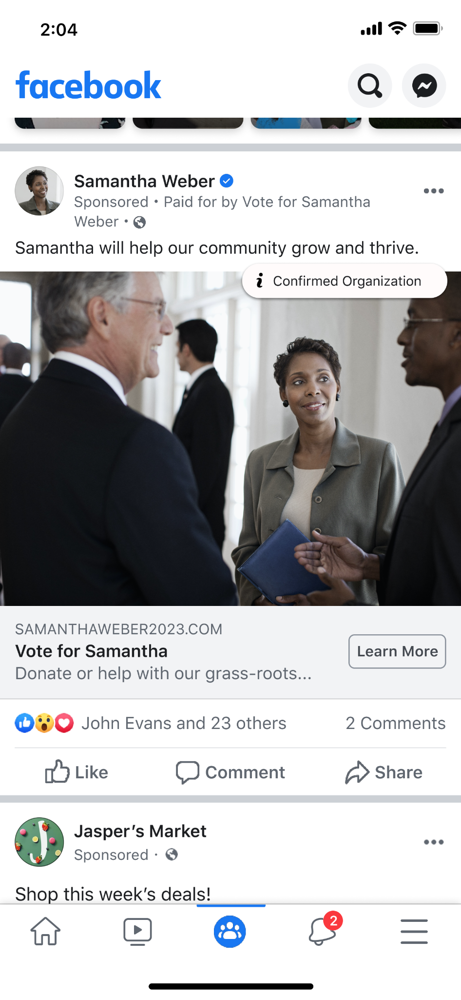 2:04
facebook
Samantha Weber
Sponsored • Paid for by Vote for Samantha
Weber •
Samantha will help our community grow and thrive.
i Confirmed Organization
SAMANTHAWEBER2023.COM
Vote for Samantha
Donate or help with our grass-roots...
Learn More
John Evans and 23 others
2 Comments
Like
Comment
Share
J
Jasper’s Market
Sponsored ·
Shop this week’s deals!
2